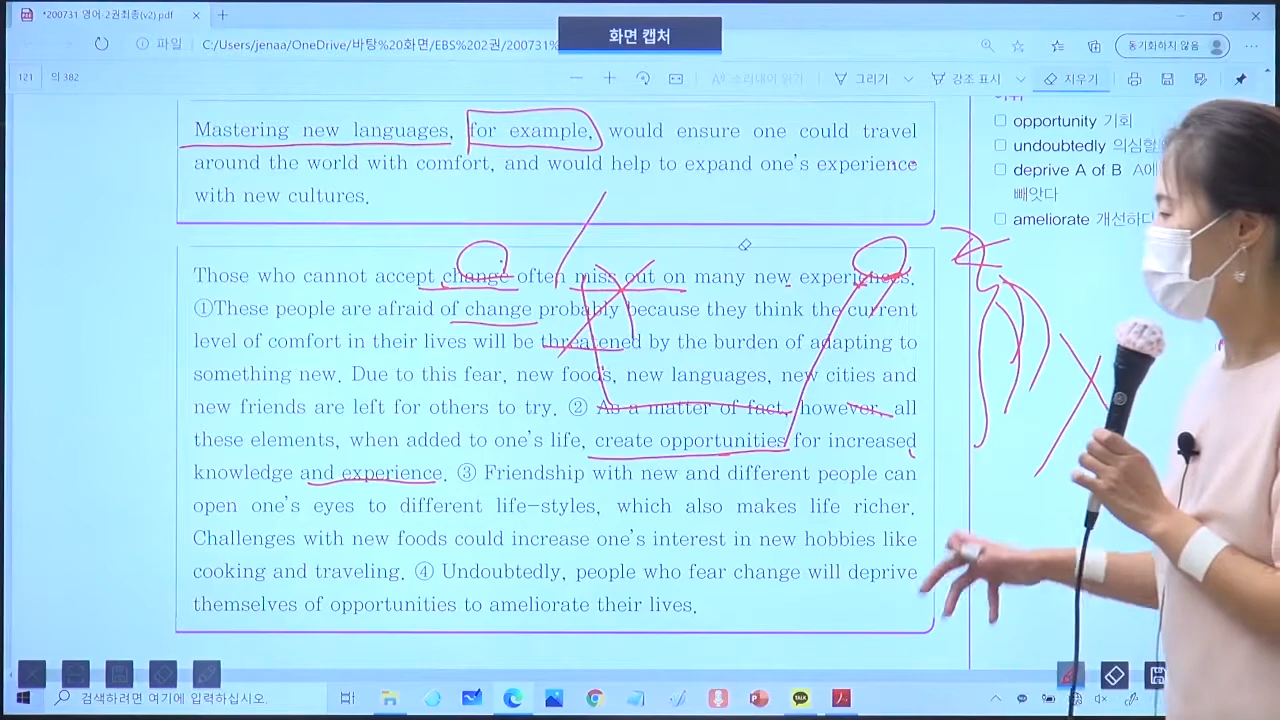 *200731 영어-2권최종(v2).pdf
파일
C:/Users/jenaa/OneDrive/바탕%20화면/EBS%202권/200731%
화면 캡처
동기화하지 않음
121 의 382
소리내어 읽기
그리기
강조 표시
지우기
Mastering new languages, for example, would ensure one could travel
around the world with comfort, and would help to expand one's experience
with new cultures.
Those who cannot accept change often miss out on many new experiences.
①These people are afraid of change probably because they think the current
level of comfort in their lives will be threatened by the burden of adapting to
something new. Due to this fear, new foods, new languages, new cities and
new friends are left for others to try. ② As a matter of fact, however, all
these elements, when added to one's life, create opportunities for increased
knowledge and experience. ③ Friendship with new and different people can
open one's eyes to different life-styles, which also makes life richer.
Challenges with new foods could increase one's interest in new hobbies like
cooking and traveling. ④ Undoubtedly, people who fear change will deprive
themselves of opportunities to ameliorate their lives.
opportunity 기회
undoubtedly 의심할
deprive A of B A에
빼앗다
ameliorate 개선하다
검색하려면 여기에 입력하십시오.
TALK